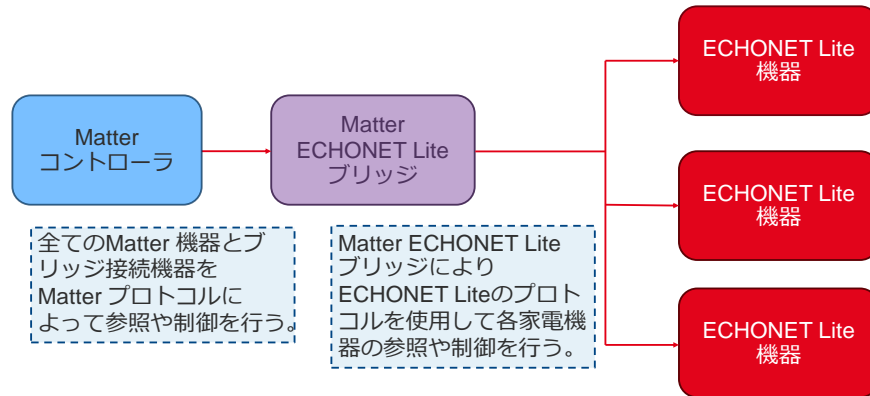 Matter
コントローラ
Matter
ECHONET Lite
ブリッジ
ECHONET Lite
機器
ECHONET Lite
機器
ECHONET Lite
機器
全てのMatter 機器とブ
リッジ接続機器を
Matter プロトコルに
よって参照や制御を行う。
Matter ECHONET Lite
ブリッジにより
ECHONET Liteのプロト
コルを使用して各家電機
器の参照や制御を行う。